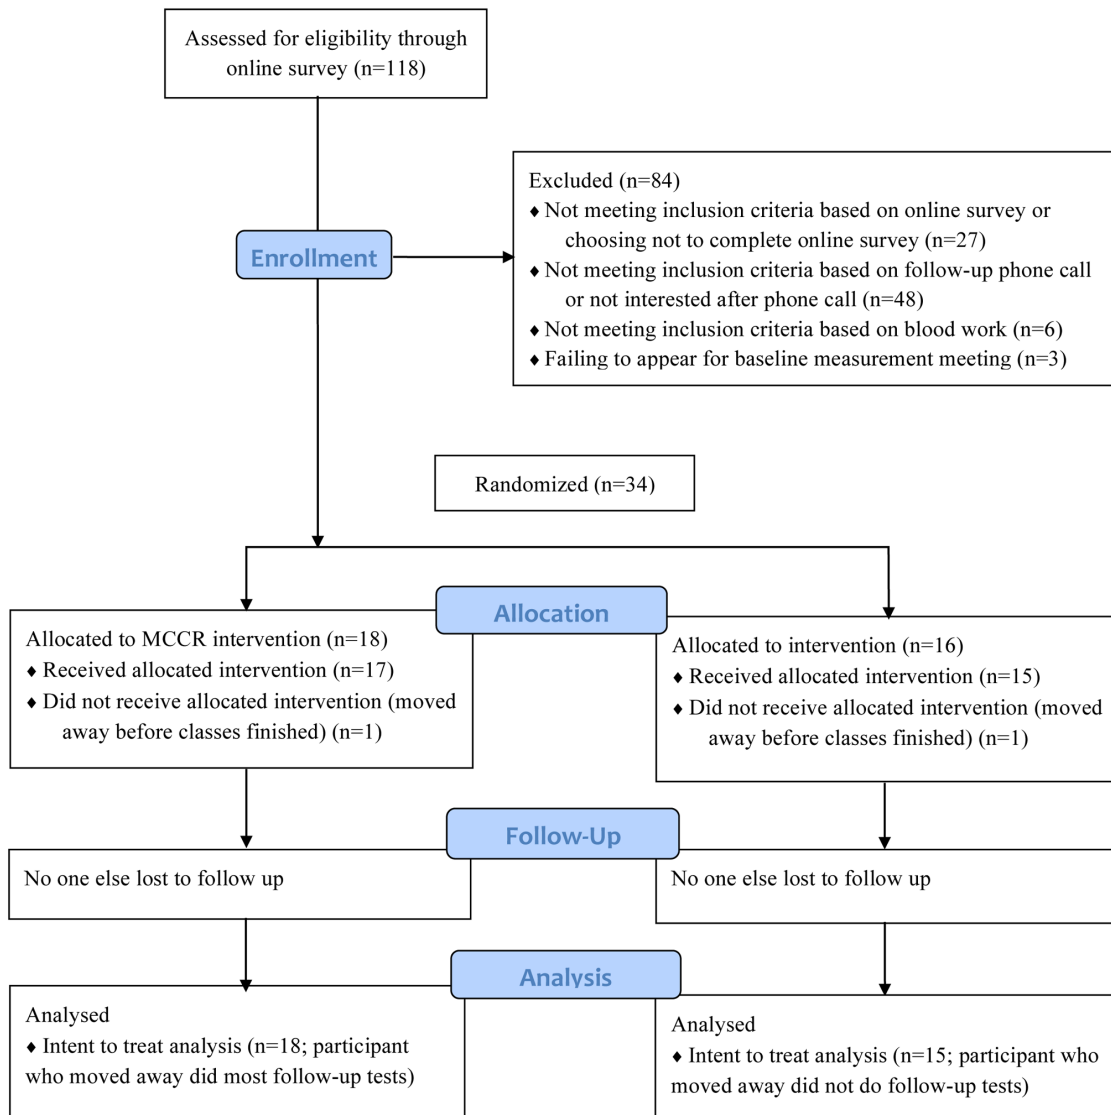 Assessed for eligibility through
online survey (n=118)
Excluded (n=84)
♦ Not meeting inclusion criteria based on online survey or
choosing not to complete online survey (n=27)
♦ Not meeting inclusion criteria based on follow-up phone call
or not interested after phone call (n=48)
♦ Not meeting inclusion criteria based on blood work (n=6)
♦ Failing to appear for baseline measurement meeting (n=3)
Enrollment
Randomized (n=34)
Allocation
Allocated to MCCR intervention (n=18)
♦ Received allocated intervention (n=17)
♦ Did not receive allocated intervention (moved
away before classes finished) (n=1)
Allocated to intervention (n=16)
♦ Received allocated intervention (n=15)
♦ Did not receive allocated intervention (moved
away before classes finished) (n=1)
Follow-Up
No one else lost to follow up
No one else lost to follow up
Analysis
Analysed
♦ Intent to treat analysis (n=18; participant
who moved away did most follow-up tests)
Analysed
♦ Intent to treat analysis (n=15; participant who
moved away did not do follow-up tests)